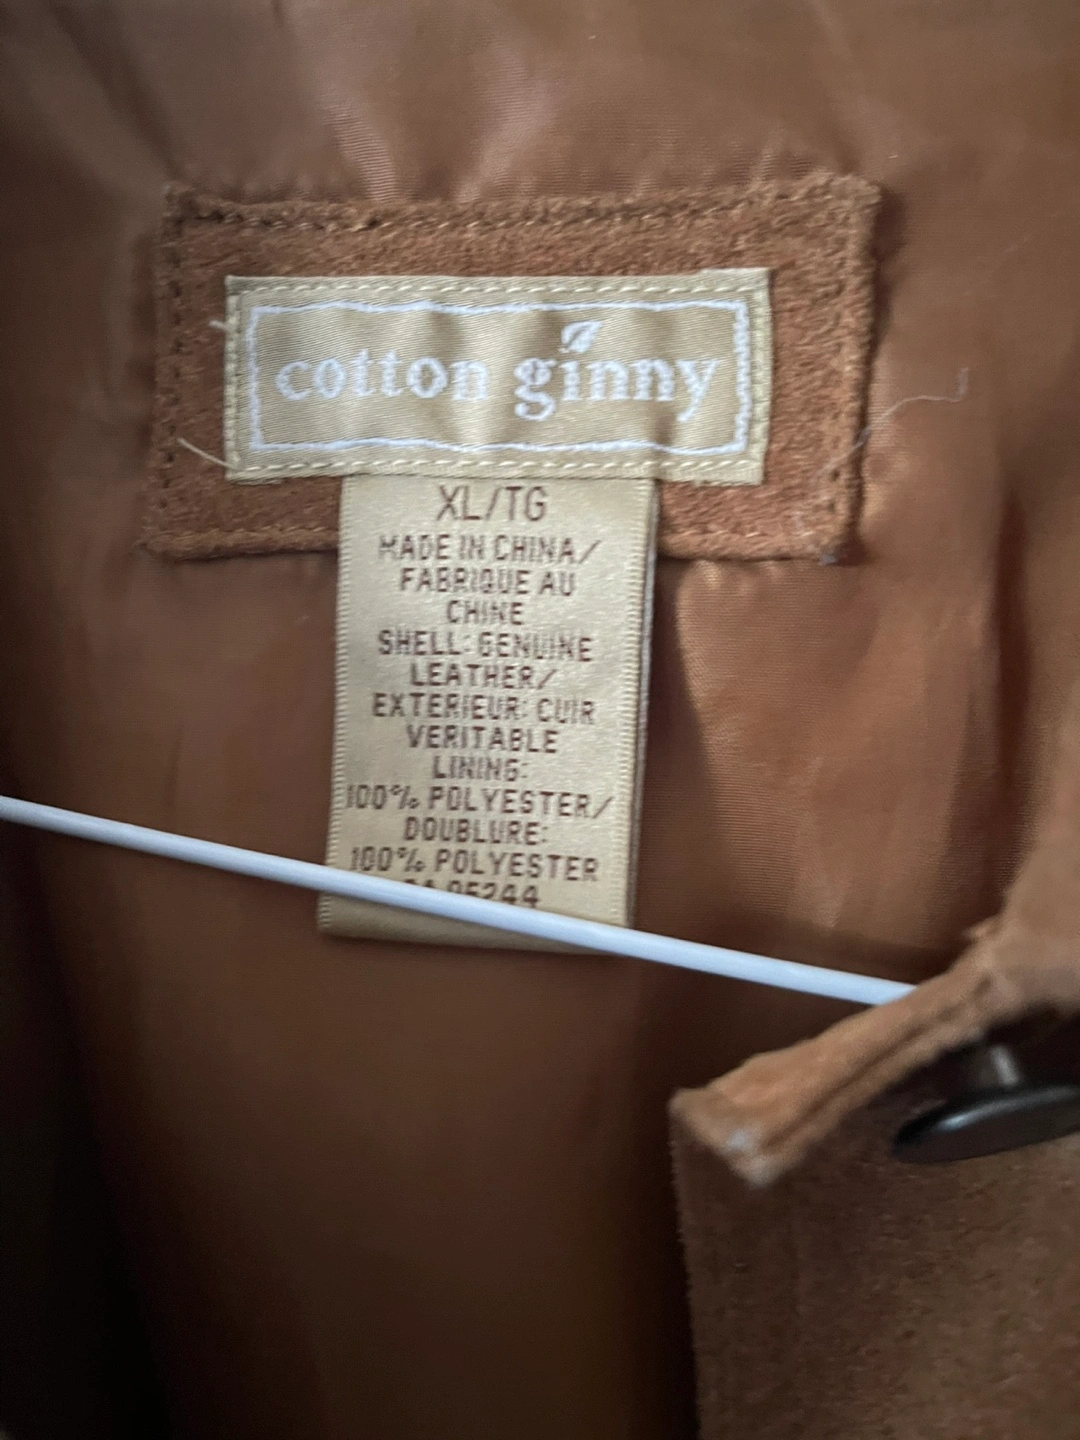 cotton ginny
XL/TG
MADE IN CHINA/
FABRIQUE AU
CHINE
SHELL: GENUINE
LEATHER/
EXTERIEUR: CUIR
VERITABLE
LINING:
100% POLYESTER/
DOUBLURE:
100% POLYESTER
05244